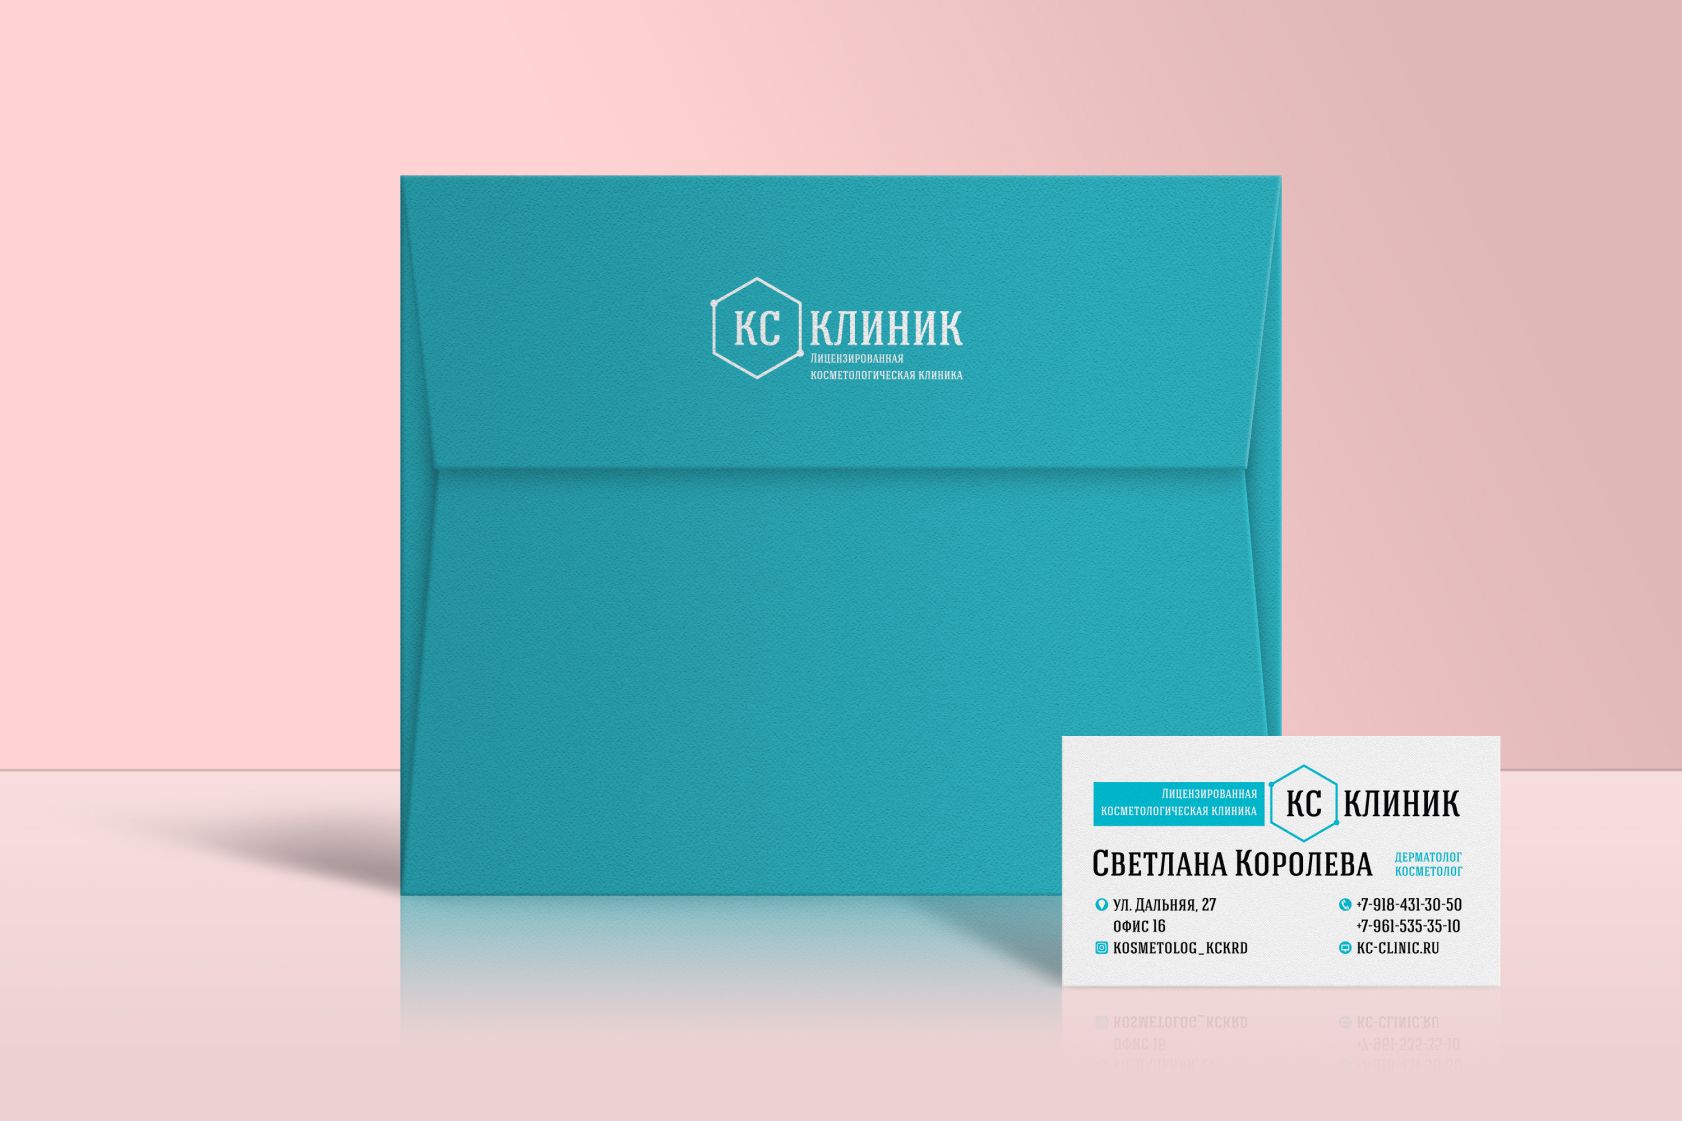 КС КЛИНИК
Лицензированная
косметологическая клиника
Лицензированная
косметологическая клиника
КС КЛИНИК
Светлана Королева
дерматолог
косметолог
ул. Дальняя, 27
офис 16
kosmetolog_kckrd
+7-918-431-30-50
+7-961-535-35-10
kc-clinic.ru